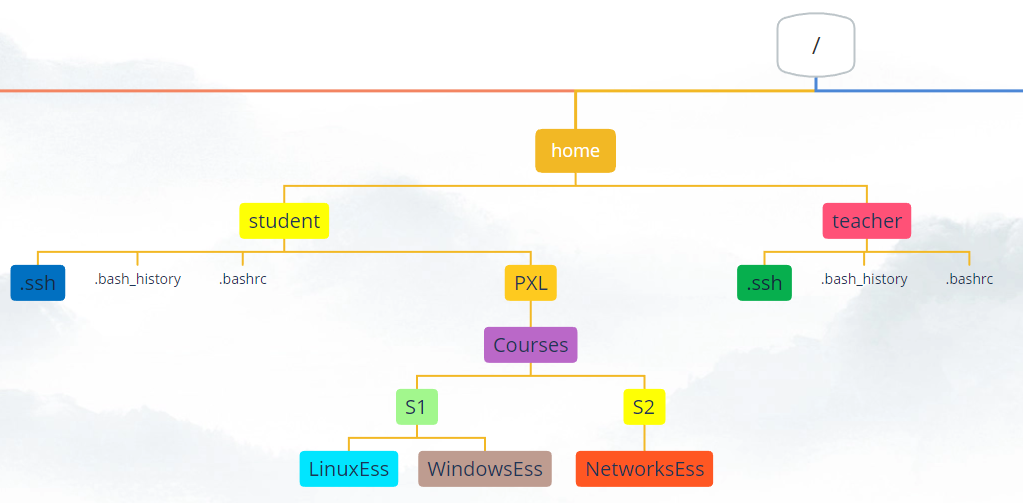 /
home
student
teacher
.ssh
.bash_history
.bashrc
PXL
.ssh
.bash_history
.bashrc
Courses
S1
S2
LinuxEss
WindowsEss
NetworksEss